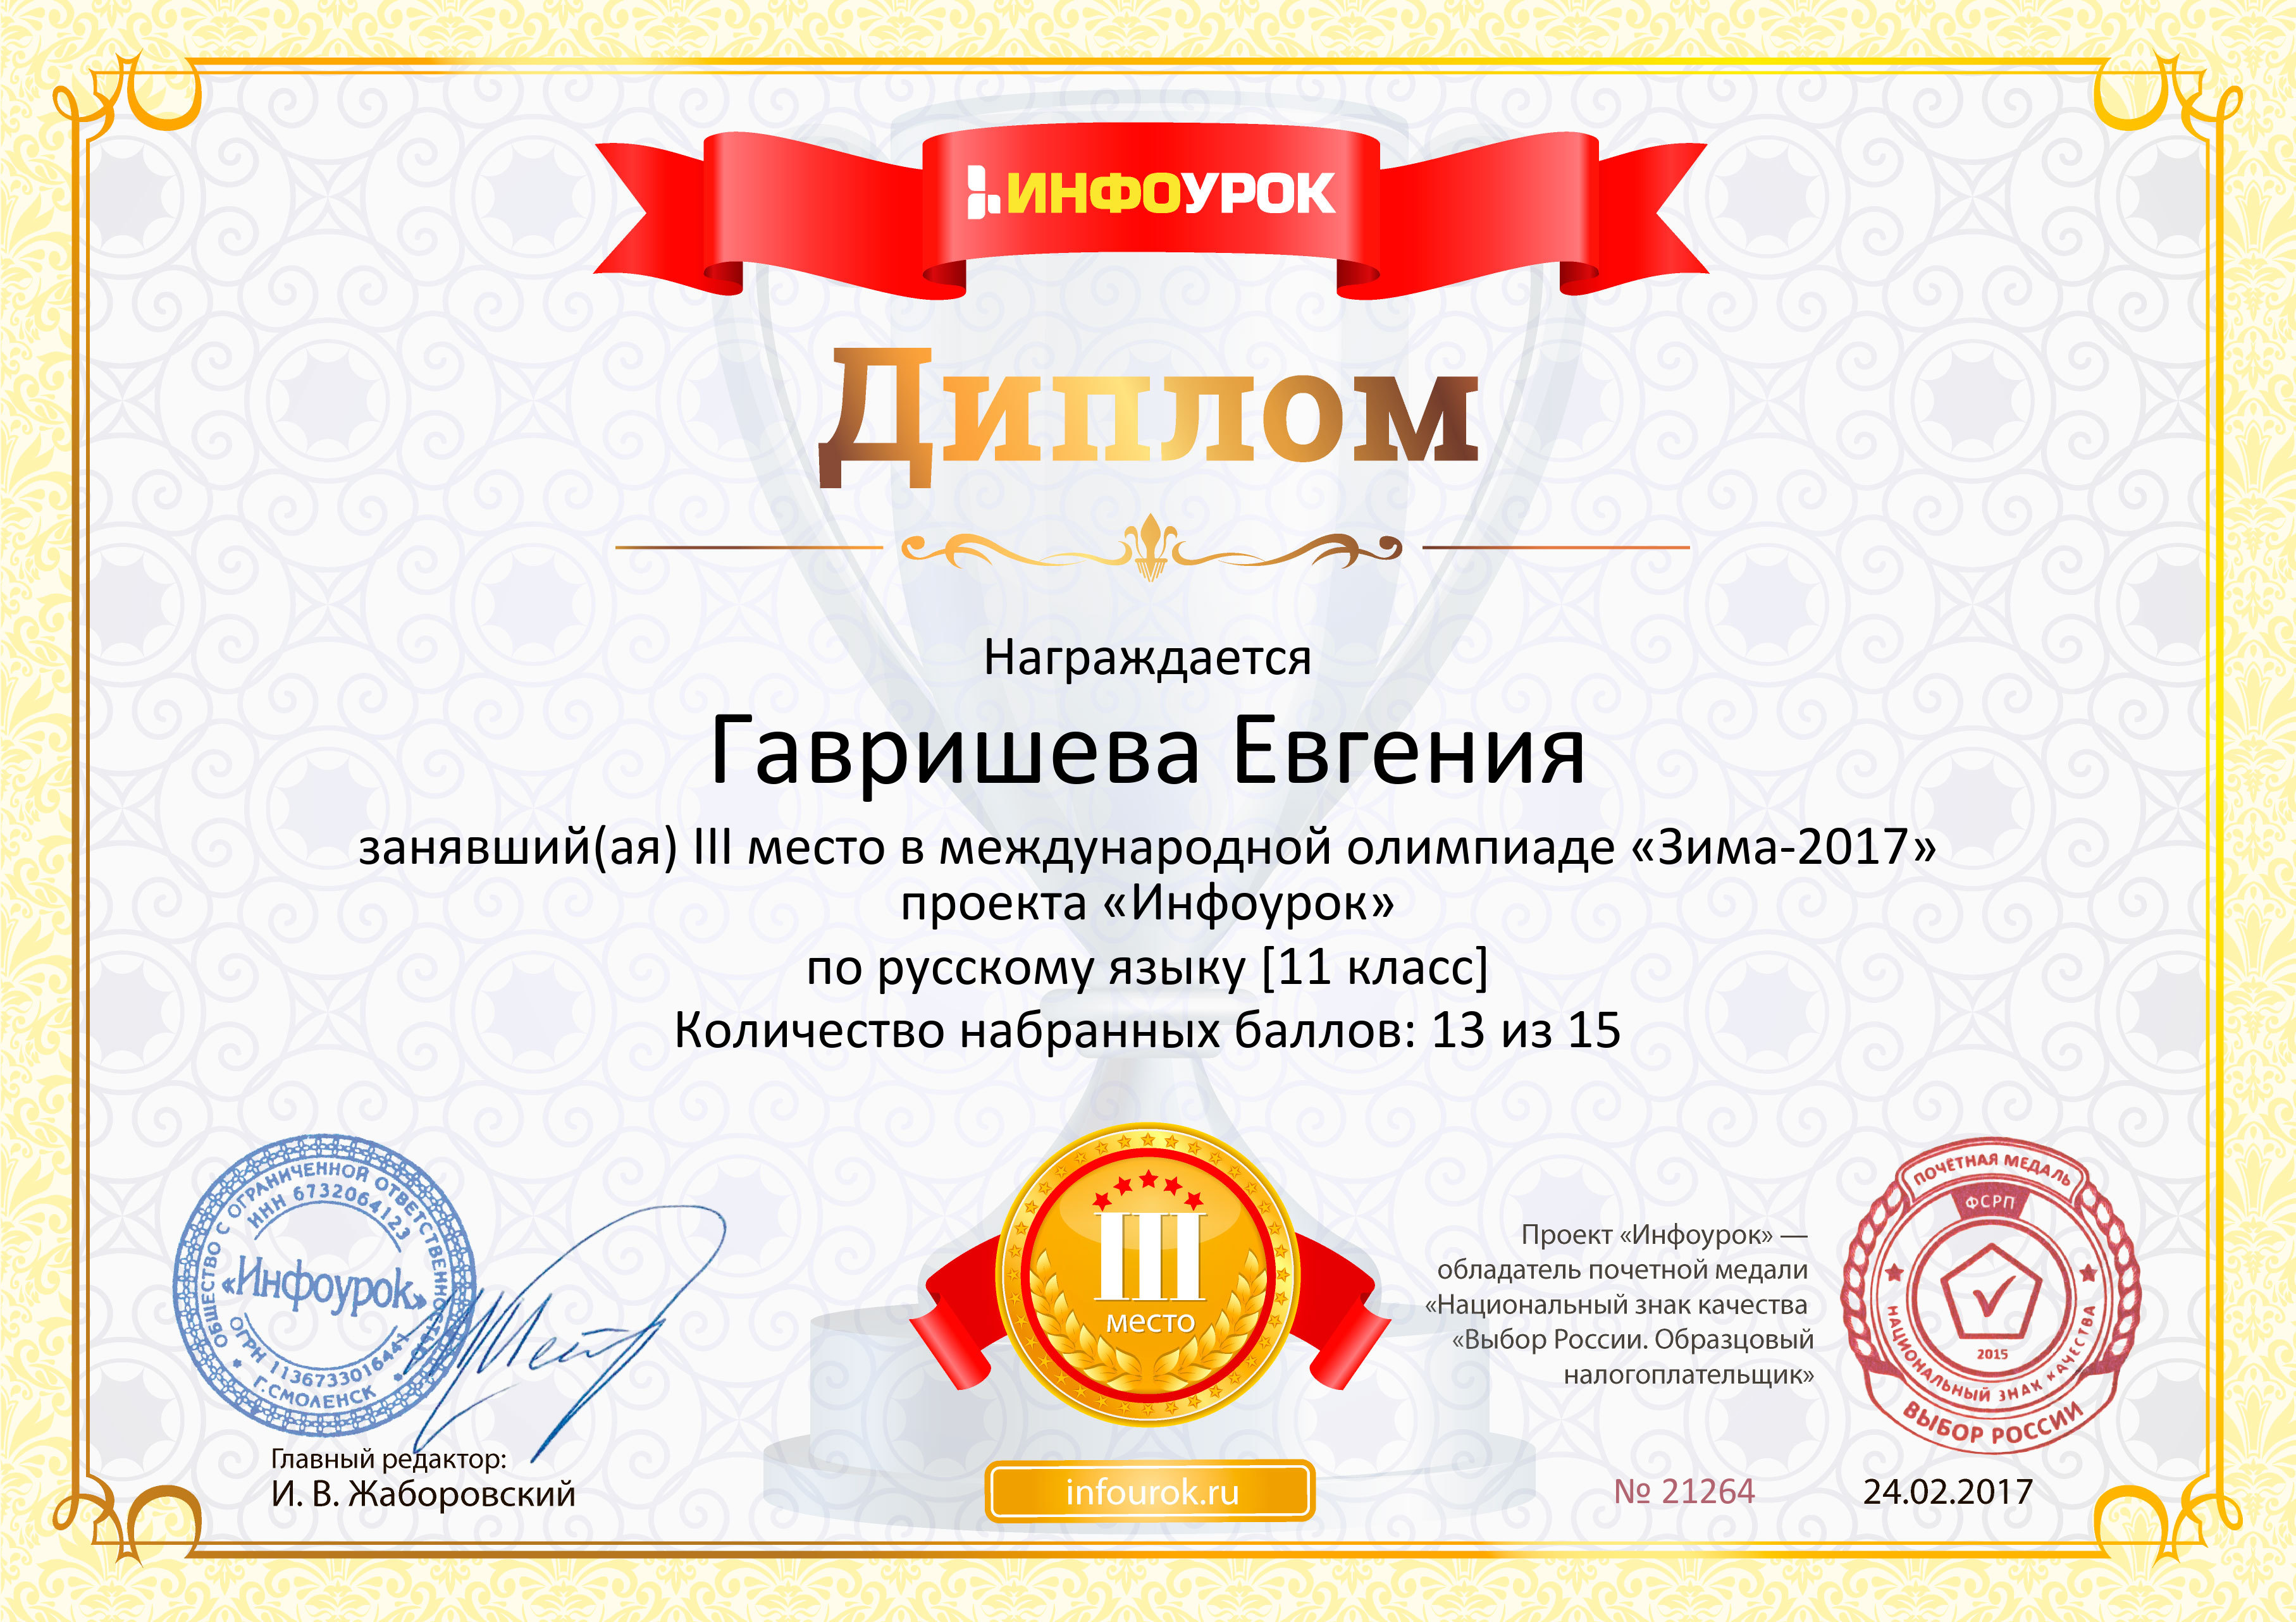 ИНФОУРОК
Диплом
Награждается
Гавришева Евгения
занявший(ая) III место в международной олимпиаде «Зима-2017»
проекта «Инфоурок»
по русскому языку [11 класс]
Количество набранных баллов: 13 из 15
ОБЩЕСТВО С ОГРАНИЧЕННОЙ ОТВЕТСТВЕННОСТЬЮ
ИНН 6732064123
«Инфоурок»
ОГРН 1136733016441
Г.СМОЛЕНСК
Главный редактор:
И. В. Жаборовский
III
место
infourok.ru
Проект «Инфоурок» —
обладатель почетной медали
«Национальный знак качества
«Выбор России. Образцовый
налогоплательщик»
ПОЧЁТНАЯ МЕДАЛЬ
ФСРП
2015
НАЦИОНАЛЬНЫЙ ЗНАК КАЧЕСТВА
ВЫБОР РОССИИ
№ 21264
24.02.2017